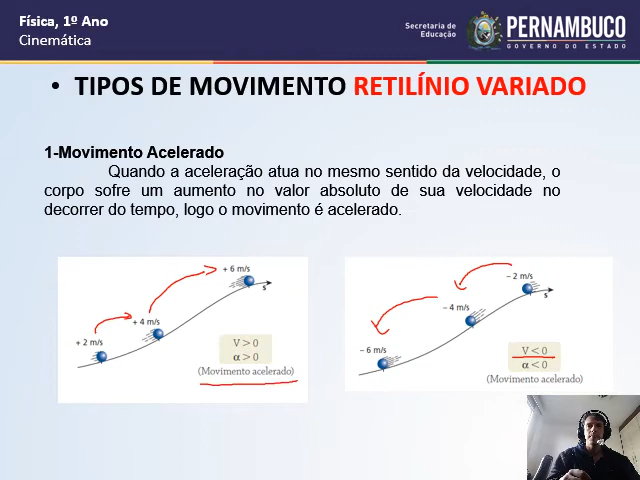 Física, 1º Ano
Cinemática
Secretaria de
Educação
PERNAMBUCO
GOVERNO DO ESTADO
• TIPOS DE MOVIMENTO RETILÍNIO VARIADO
1-Movimento Acelerado
Quando a aceleração atua no mesmo sentido da velocidade, o
corpo sofre um aumento no valor absoluto de sua velocidade no
decorrer do tempo, logo o movimento é acelerado.
+ 6 m/s
s
+ 4 m/s
+ 2 m/s
V > 0
α > 0
(Movimento acelerado)
– 2 m/s
s
– 4 m/s
– 6 m/s
V < 0
α < 0
(Movimento acelerado)